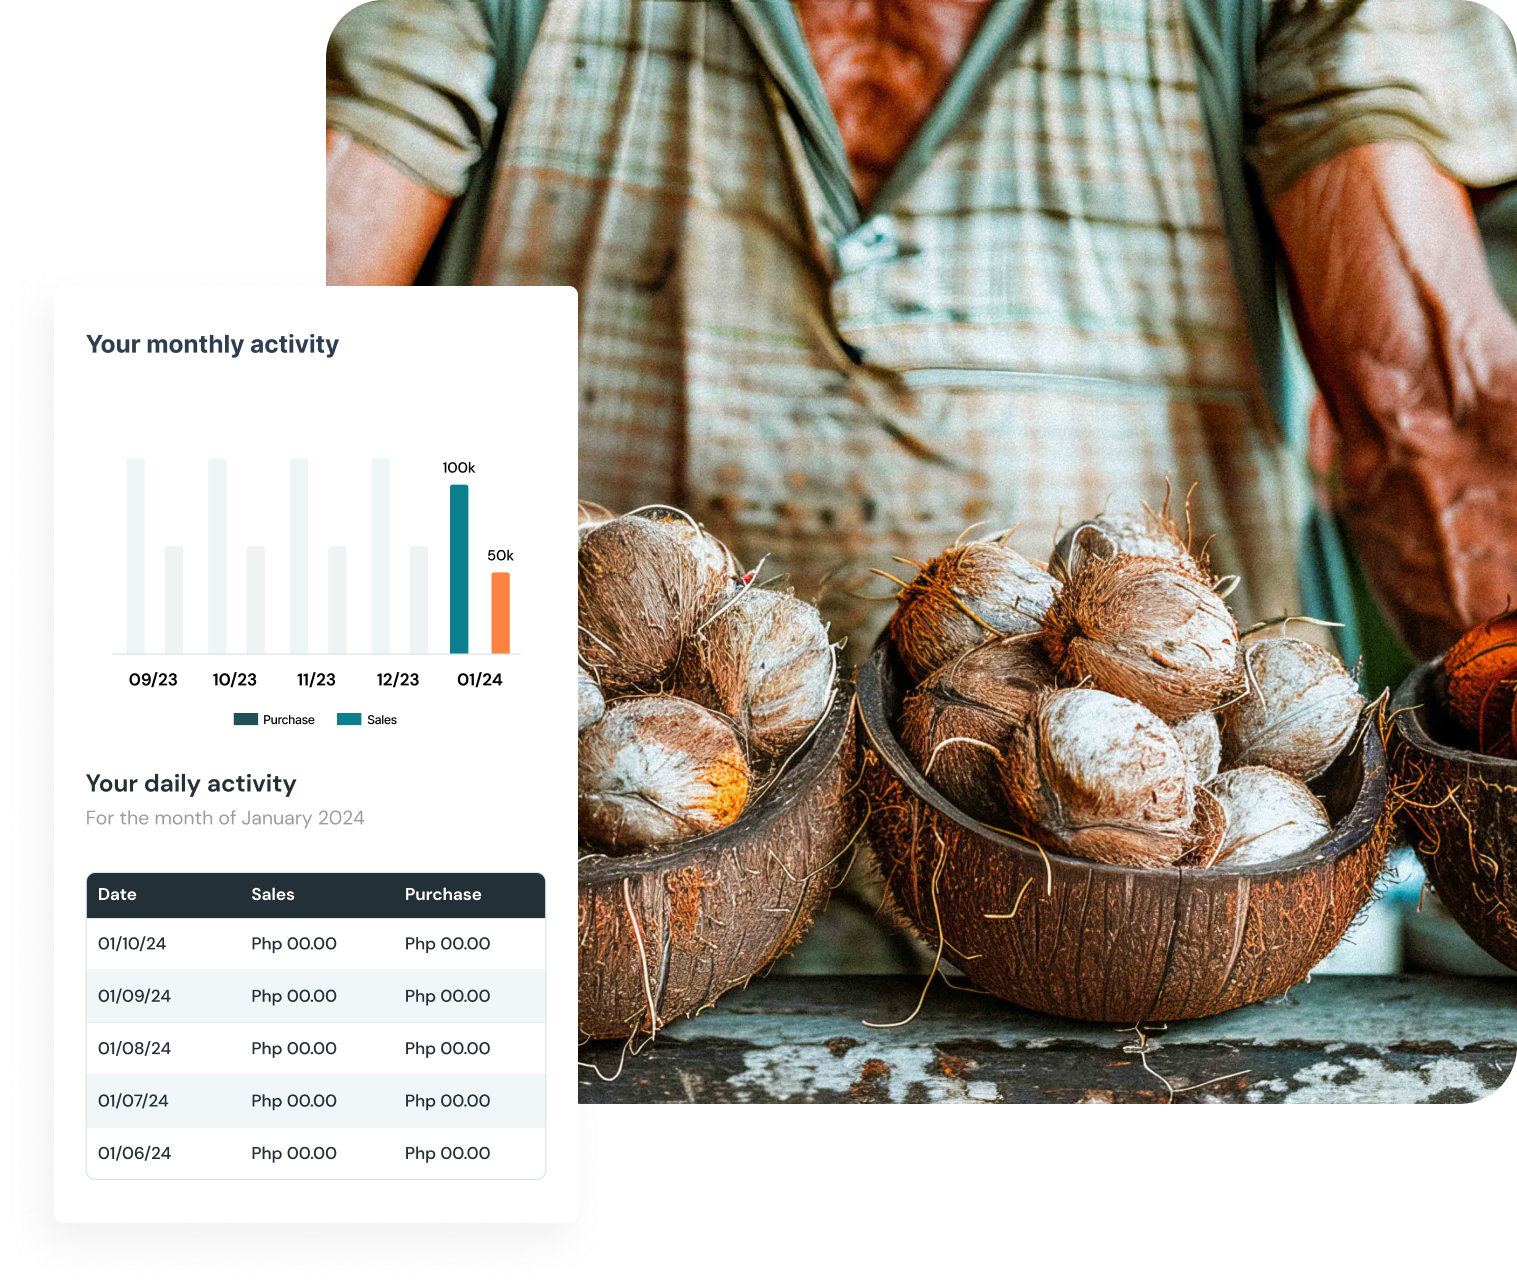 Your monthly activity
100k
50k
09/23 10/23 11/23 12/23 01/24
Purchase Sales
Your daily activity
For the month of January 2024
Date Sales Purchase
01/10/24 Php 00.00 Php 00.00
01/09/24 Php 00.00 Php 00.00
01/08/24 Php 00.00 Php 00.00
01/07/24 Php 00.00 Php 00.00
01/06/24 Php 00.00 Php 00.00